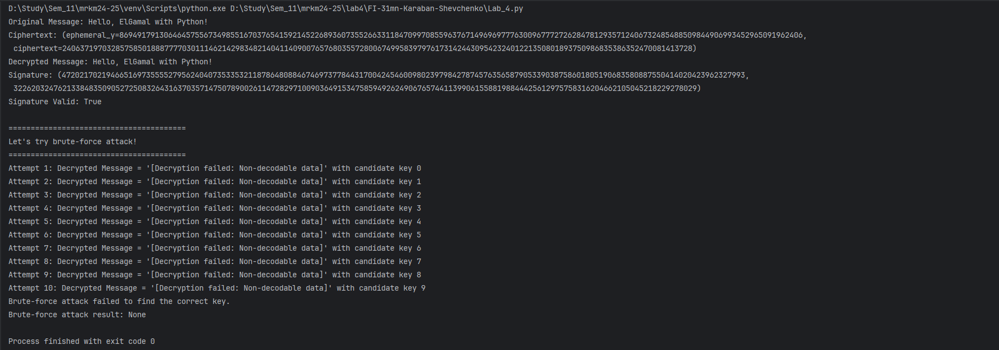 D:\Study\Sem_11\mrkm24-25\venv\Scripts\python.exe D:\Study\Sem_11\mrkm24-25\lab4\FI-31mn-Karaban-Shevchenko\Lab_4.py
Original Message: Hello, ElGamal with Python!
Ciphertext: (ephemeral_y=8694917913064645755673498551670376541592145226893607355266331184709970855963767149696977763009677727262847812935712406732485488509844906993452965091962406,
ciphertext=2406371970328575850188877770301114621429834821404114090076576803557280067499583979761731424430954232401221350801893750986835386352470081413728)
Decrypted Message: Hello, ElGamal with Python!
Signature: (4720217021946651697355552795624040735335321187864808846746973778443170042454600980239798427874576356587905339038758601805190683580887550414020423962327993,
3226203247621338483509052725083264316370357147507890026114728297100903649153475859492624906765744113990615588198844425612975758316204662105045218229278029)
Signature Valid: True
========================================
Let's try brute-force attack!
========================================
Attempt 1: Decrypted Message = '[Decryption failed: Non-decodable data]' with candidate key 0
Attempt 2: Decrypted Message = '[Decryption failed: Non-decodable data]' with candidate key 1
Attempt 3: Decrypted Message = '[Decryption failed: Non-decodable data]' with candidate key 2
Attempt 4: Decrypted Message = '[Decryption failed: Non-decodable data]' with candidate key 3
Attempt 5: Decrypted Message = '[Decryption failed: Non-decodable data]' with candidate key 4
Attempt 6: Decrypted Message = '[Decryption failed: Non-decodable data]' with candidate key 5
Attempt 7: Decrypted Message = '[Decryption failed: Non-decodable data]' with candidate key 6
Attempt 8: Decrypted Message = '[Decryption failed: Non-decodable data]' with candidate key 7
Attempt 9: Decrypted Message = '[Decryption failed: Non-decodable data]' with candidate key 8
Attempt 10: Decrypted Message = '[Decryption failed: Non-decodable data]' with candidate key 9
Brute-force attack failed to find the correct key.
Brute-force attack result: None
Process finished with exit code 0